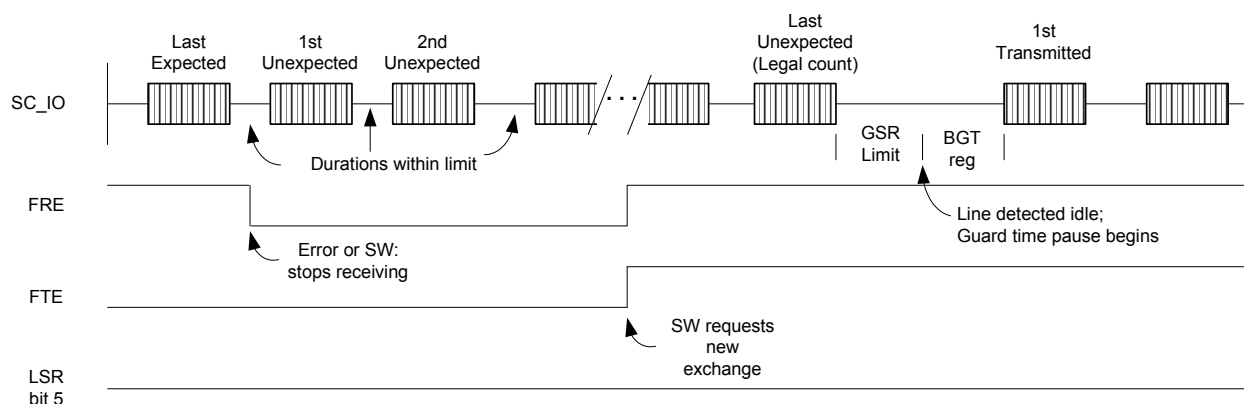 Last
Expected
1st
Unexpected
2nd
Unexpected
Last
Unexpected
(Legal count)
1st
Transmitted
SC_IO
. . .
Durations within limit
GSR
Limit
BGT
reg
FRE
Line detected idle;
Guard time pause begins
Error or SW:
stops receiving
FTE
SW requests
new
exchange
LSR
bit 5